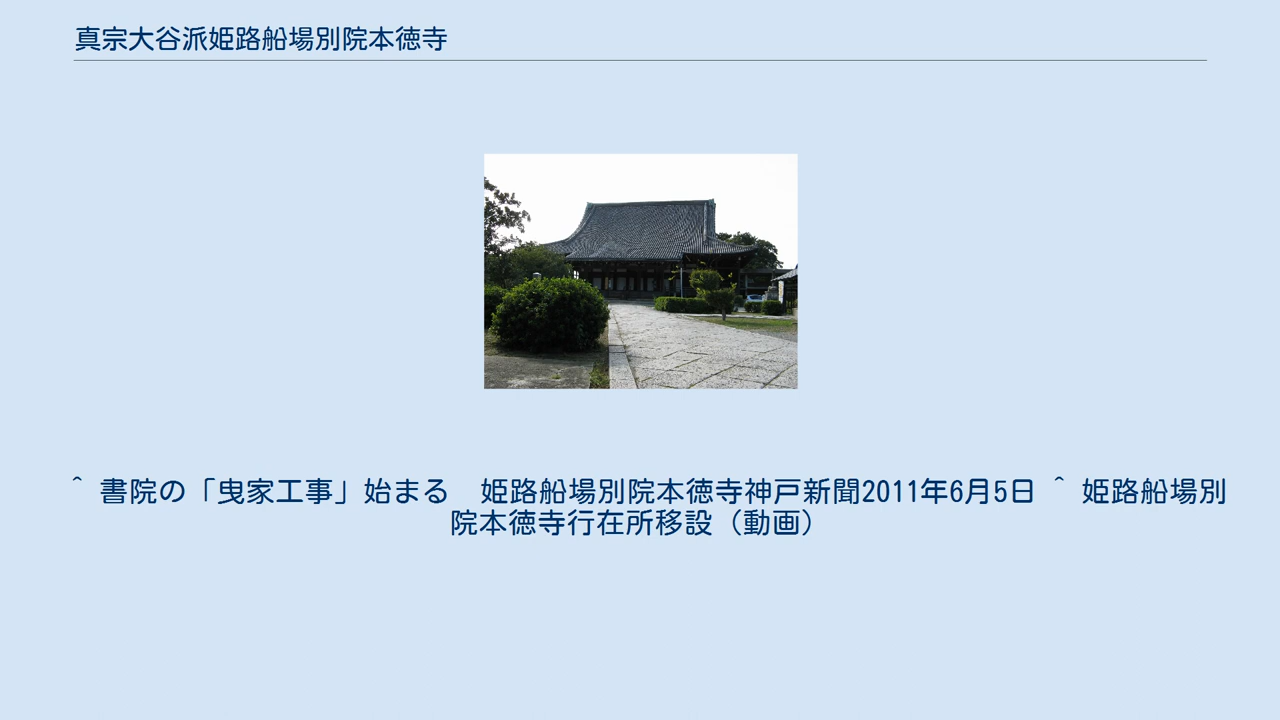 真宗大谷派姫路船場別院本徳寺
^ 書院の「曳家工事」始まる　姫路船場別院本徳寺神戸新聞2011年6月5日 ^ 姫路船場別
院本徳寺行在所移設（動画）